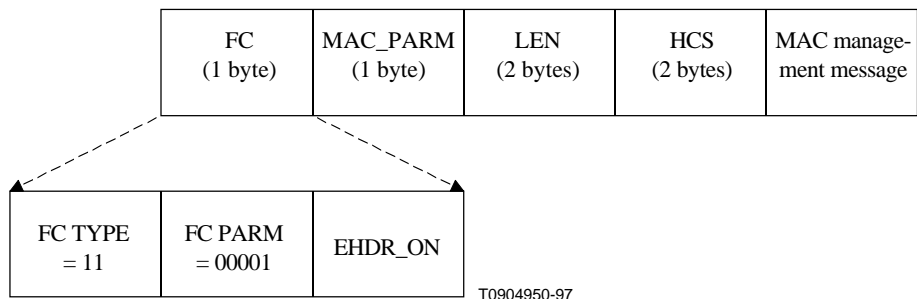 FC
(1 byte)
MAC_PARM
(1 byte)
LEN
(2 bytes)
HCS
(2 bytes)
MAC manage-
ment message
FC TYPE
= 11
FC PARM
= 00001
EHDR_ON
T0904950-97